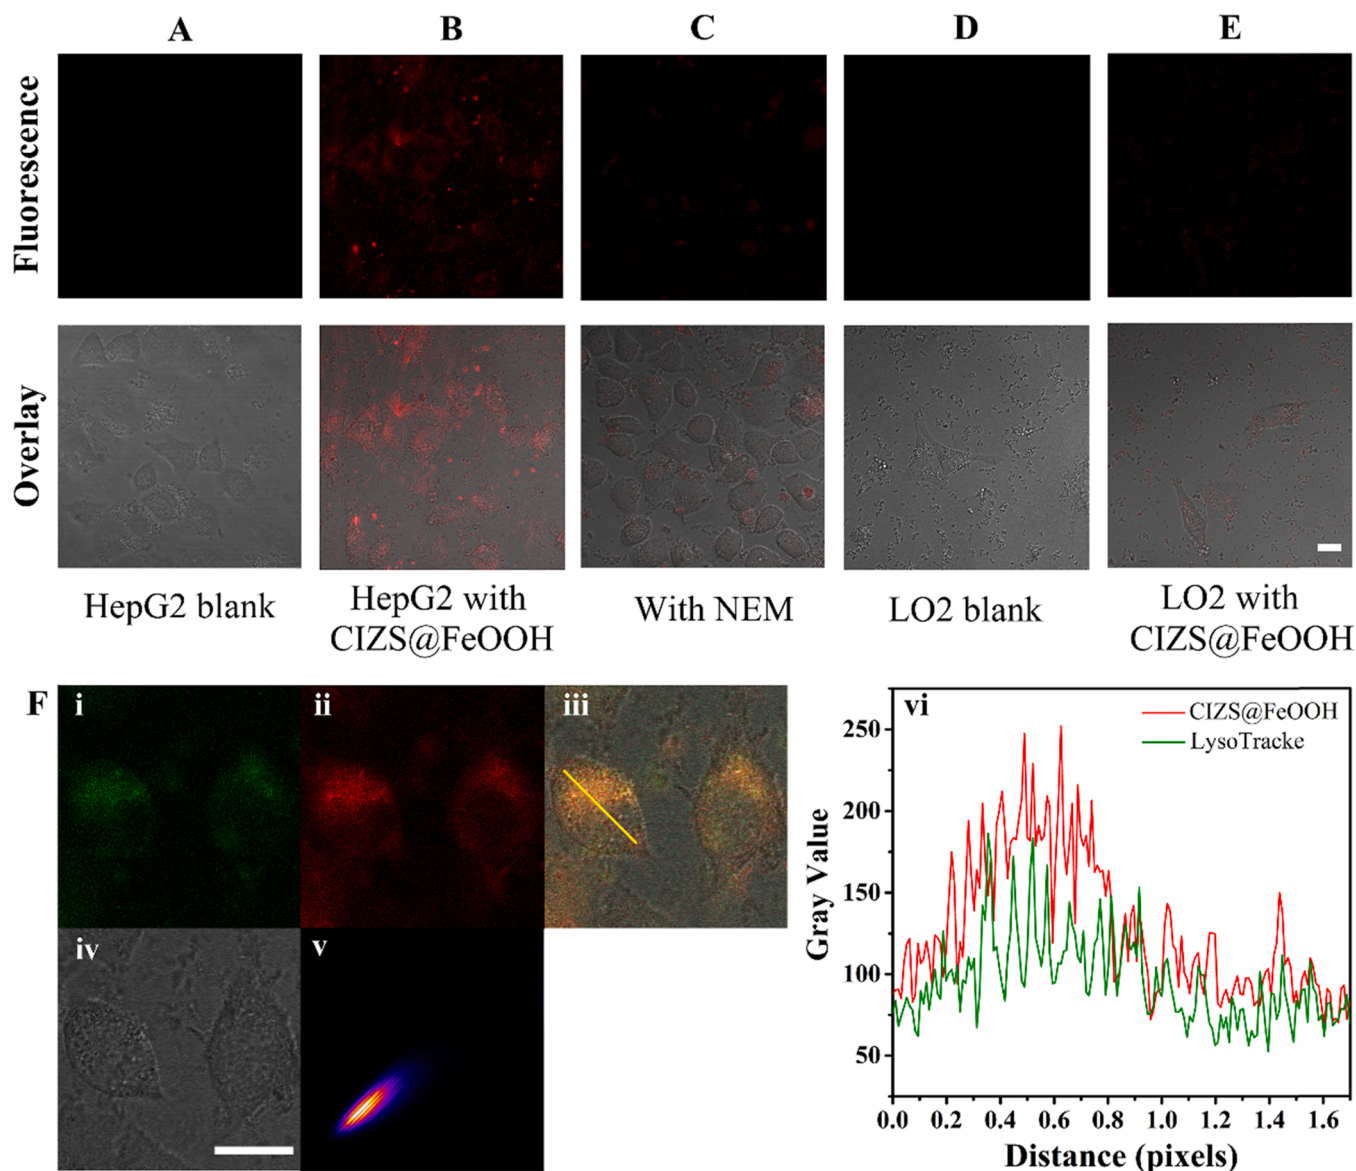 A B C D E
Fluorescence
Overlay
HepG2 blank
HepG2 with
CIZS@FeOOH
With NEM
LO2 blank
LO2 with
CIZS@FeOOH
F
i
ii
iii
iv
v
vi
CIZS@FeOOH
LysoTracke
Gray Value
250
200
150
100
50
0.0 0.2 0.4 0.6 0.8 1.0 1.2 1.4 1.6
Distance (pixels)